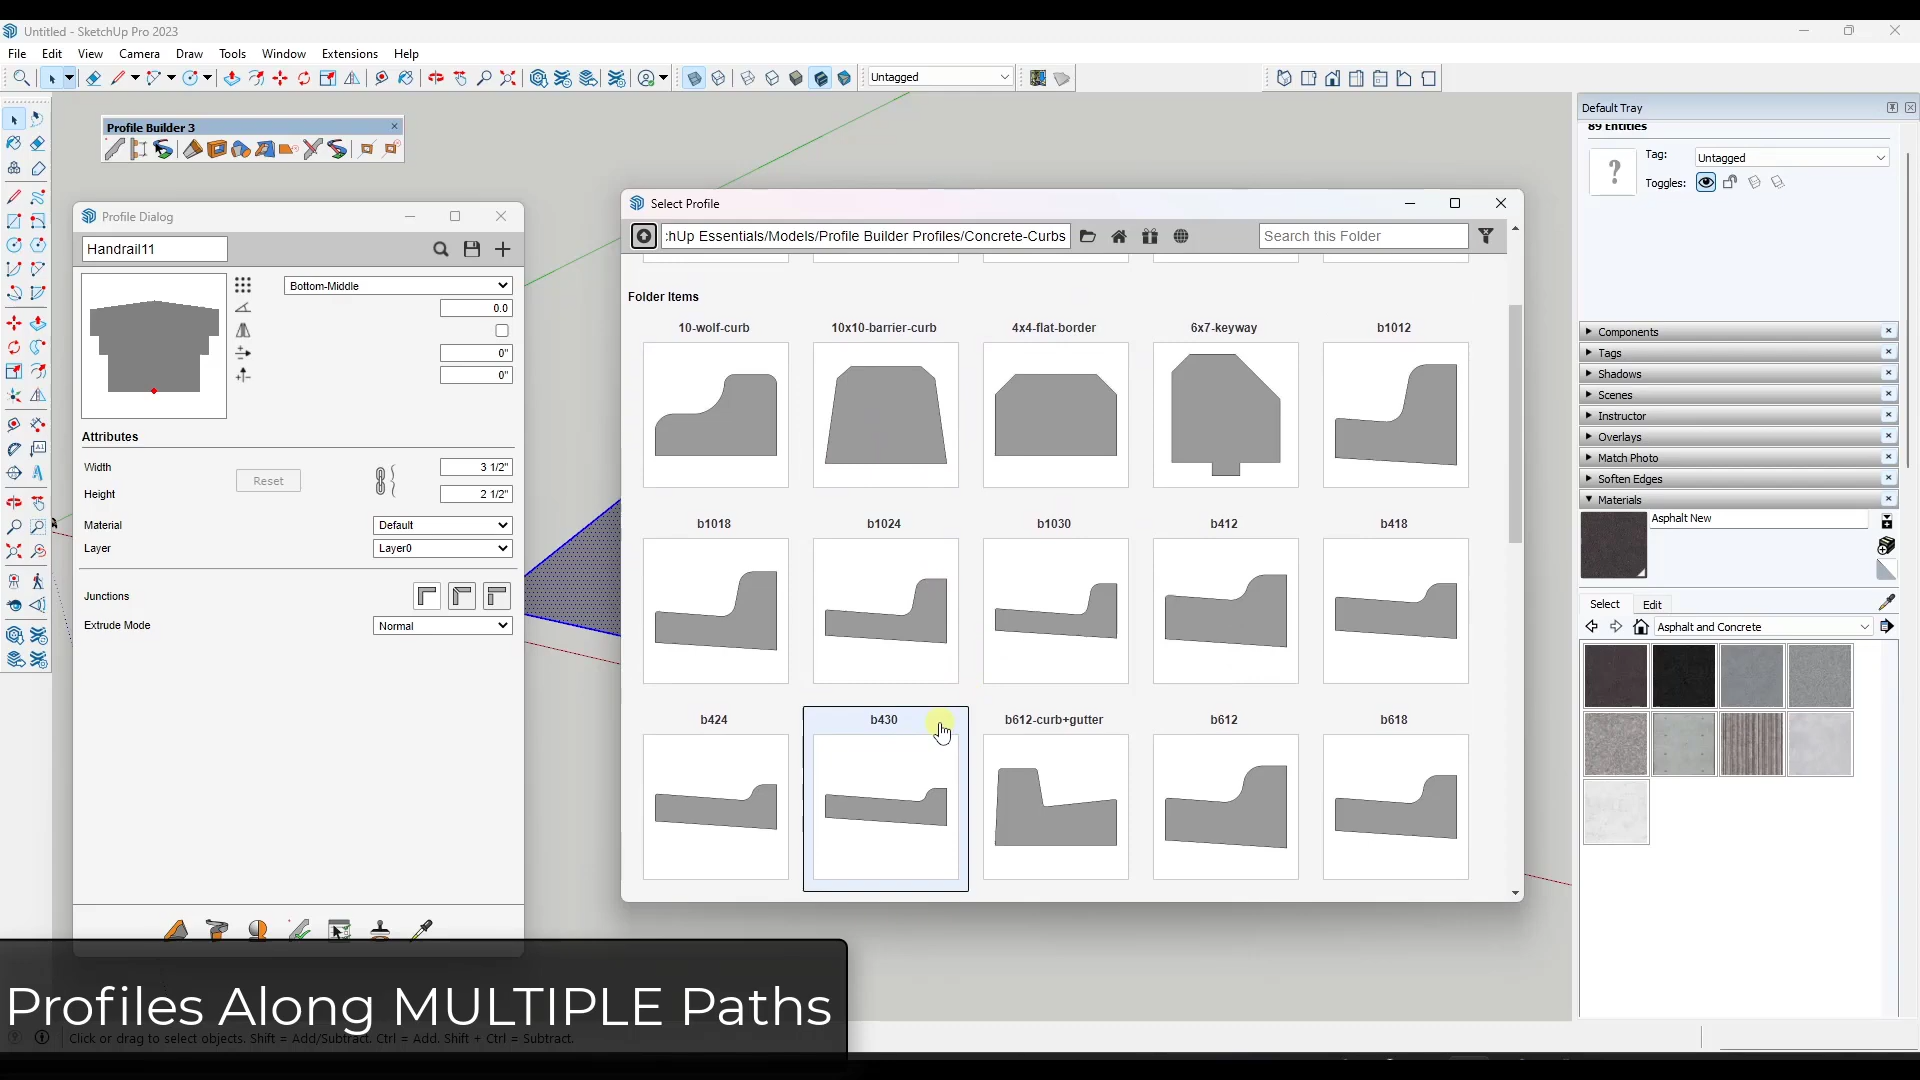 Untitled - SketchUp Pro 2023
File Edit View Camera Draw Tools Window Extensions Help
Untagged
Profile Builder 3
Profile Dialog
Handrail11
Bottom-Middle
0.0
0"
0"
Attributes
Width
3 1/2"
Reset
Height
2 1/2"
Material
Default
Layer
Layer0
Junctions
Extrude Mode
Normal
Select Profile
:hUp Essentials/Models/Profile Builder Profiles/Concrete-Curbs
Search this Folder
Folder Items
10-wolf-curb
10x10-barrier-curb
4x4-flat-border
6x7-keyway
b1012
b1018
b1024
b1030
b412
b418
b424
b430
b612-curb+gutter
b612
b618
Default Tray
89 Entities
Tag:
Untagged
Toggles:
Components
Tags
Shadows
Scenes
Instructor
Overlays
Match Photo
Soften Edges
Materials
Asphalt New
Select
Edit
Asphalt and Concrete
Profiles Along MULTIPLE Paths
Click or drag to select objects. Shift = Add/Subtract. Ctrl = Add. Shift + Ctrl = Subtract.